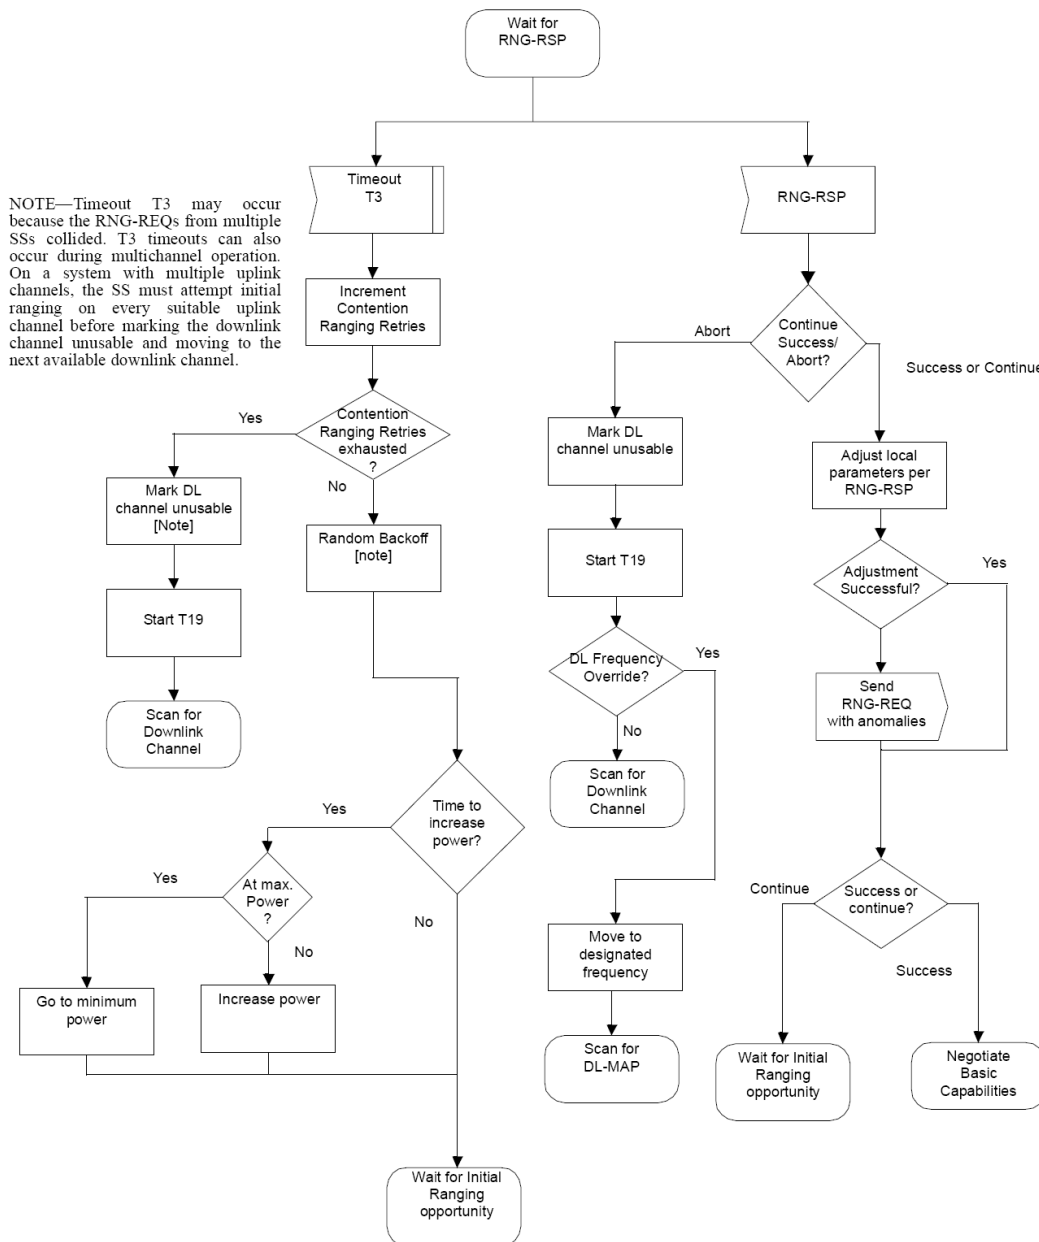 Wait for
RNG-RSP
Timeout
T3
RNG-RSP
NOTE—Timeout T3 may occur
because the RNG-REQs from multiple
SSs collided. T3 timeouts can also
occur during multichannel operation.
On a system with multiple uplink
channels, the SS must attempt initial
ranging on every suitable uplink
channel before marking the downlink
channel unusable and moving to the
next available downlink channel.
Increment
Contention
Ranging Retries
Continue
Success/
Abort?
Abort
Success or Continue
Contention
Ranging Retries
exhausted
?
Yes
No
Mark DL
channel unusable
[Note]
Random Backoff
[note]
Start T19
Scan for
Downlink
Channel
Mark DL
channel unusable
Start T19
DL Frequency
Override?
Yes
No
Scan for
Downlink
Channel
Adjust local
parameters per
RNG-RSP
Adjustment
Successful?
Yes
Send
RNG-REQ
with anomalies
Time to
increase
power?
Yes
No
At max.
Power
?
Yes
No
Go to minimum
power
Increase power
Move to
designated
frequency
Scan for
DL-MAP
Success or
continue?
Continue
Success
Wait for Initial
Ranging
opportunity
Negotiate
Basic
Capabilities
Wait for Initial
Ranging
opportunity